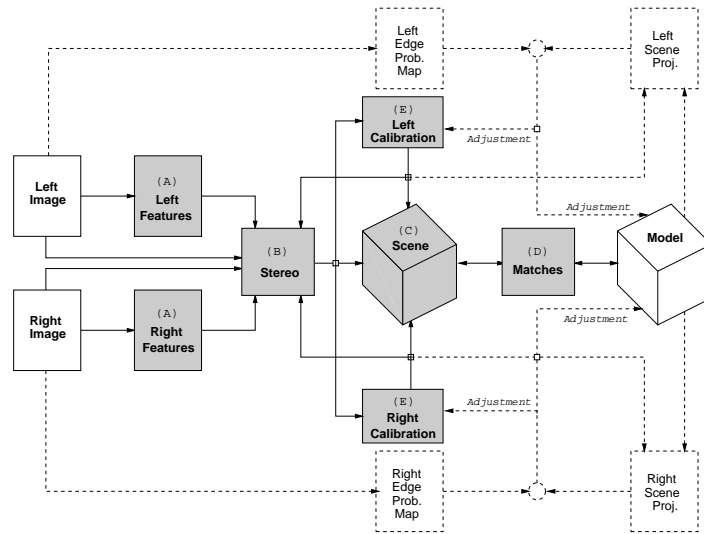 Left
Edge
Prob.
Map
Left
Scene
Proj.
(E)
Left
Calibration
Adjustment
Left
Image
(A)
Left
Features
Adjustment
(B)
Stereo
(C)
Scene
(D)
Matches
Model
Right
Image
(A)
Right
Features
Adjustment
(E)
Right
Calibration
Adjustment
Right
Edge
Prob.
Map
Right
Scene
Proj.